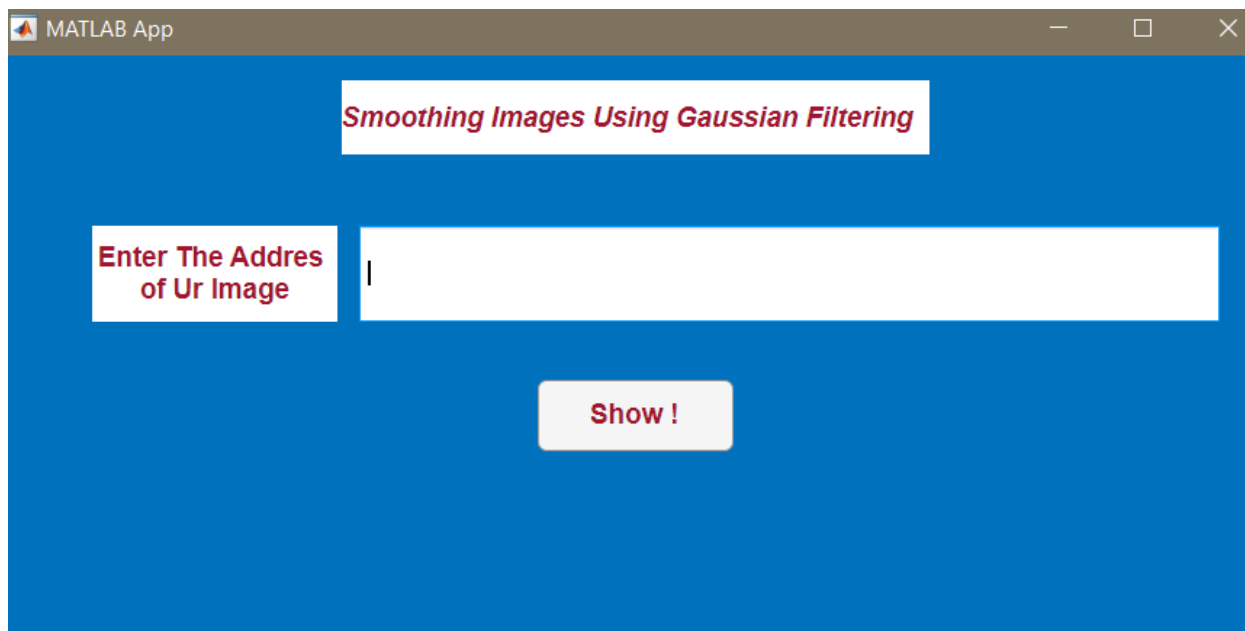 MATLAB App
Smoothing Images Using Gaussian Filtering
Enter The Addres
of Ur Image
Show !